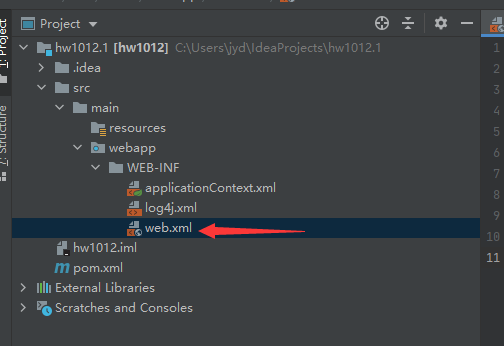 Project
1: Project
hw1012.1 [hw1012] C:\Users\jyd\IdeaProjects\hw1012.1
.idea
src
main
resources
webapp
WEB-INF
applicationContext.xml
log4j.xml
web.xml
hw1012.iml
pom.xml
External Libraries
Scratches and Consoles
7: Structure
1
2
3
4
5
6
7
8
9
10
11